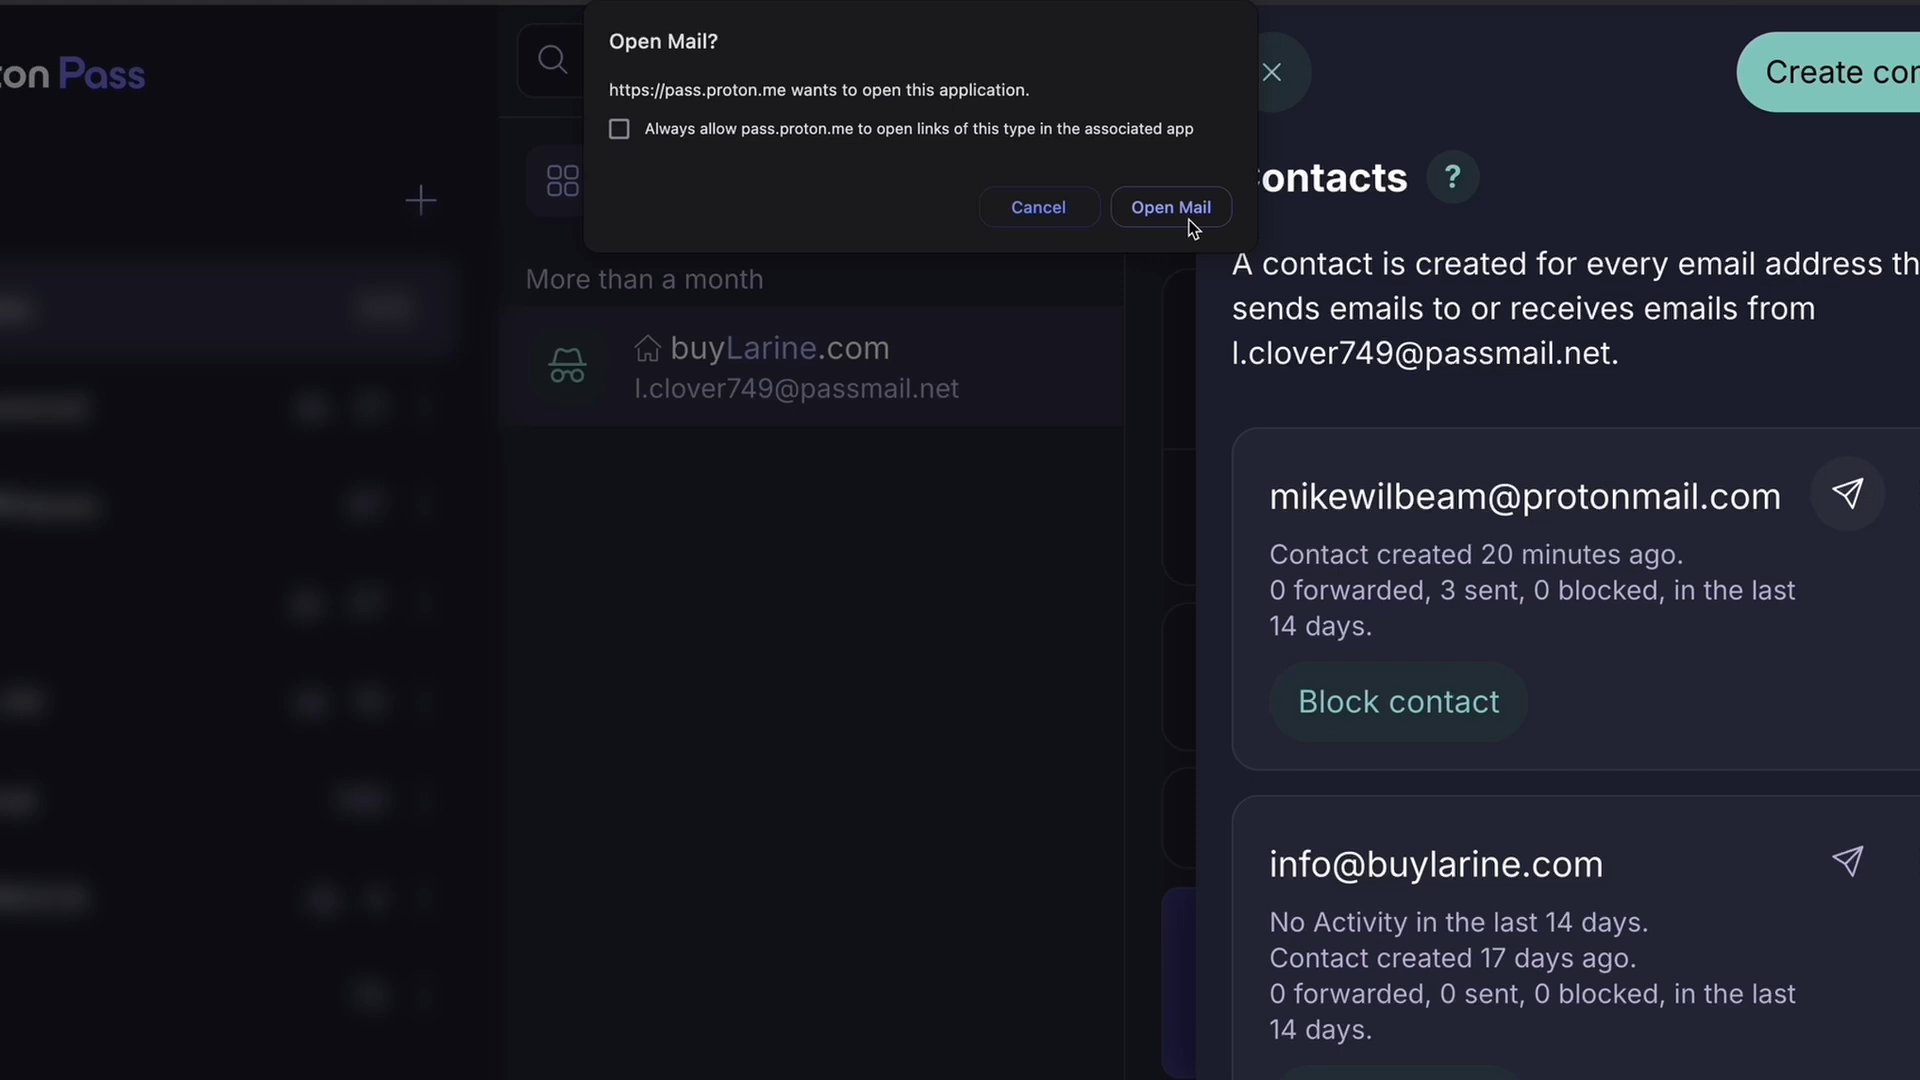 Open Mail?
https://pass.proton.me wants to open this application.
Always allow pass.proton.me to open links of this type in the associated app
Cancel
Open Mail
ton Pass
More than a month
buyLarine.com
l.clover749@passmail.net
Create con
Contacts
?
A contact is created for every email address th
sends emails to or receives emails from
l.clover749@passmail.net.
mikewilbeam@protonmail.com
Contact created 20 minutes ago.
0 forwarded, 3 sent, 0 blocked, in the last
14 days.
Block contact
info@buylarine.com
No Activity in the last 14 days.
Contact created 17 days ago.
0 forwarded, 0 sent, 0 blocked, in the last
14 days.